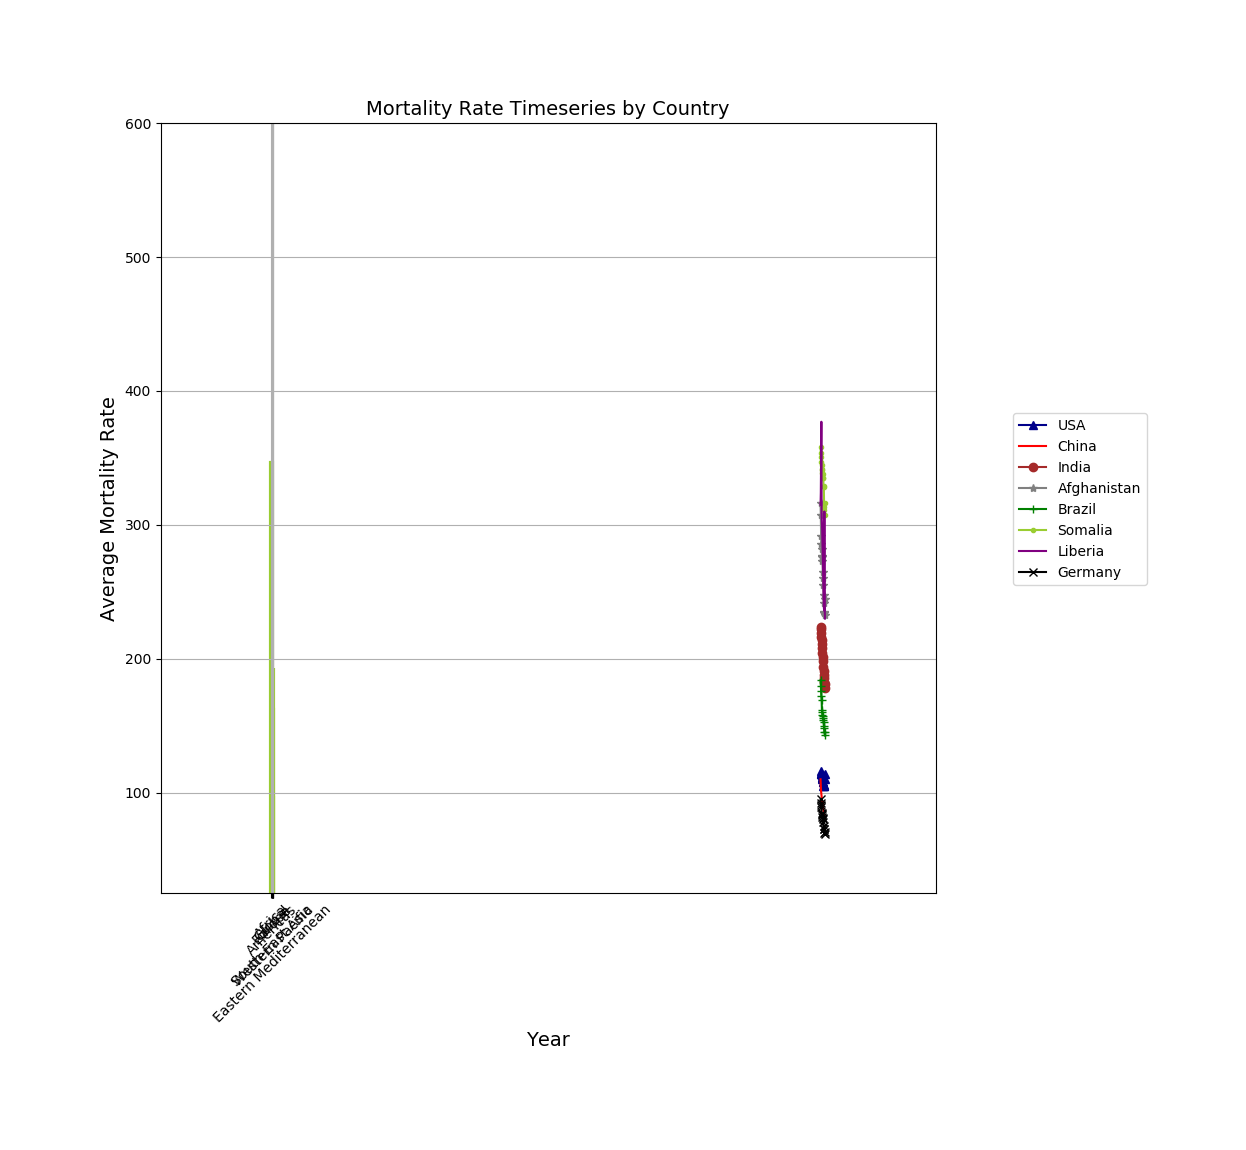 Mortality Rate Timeseries by Country
600
500
400
300
200
100
Average Mortality Rate
Eastern Mediterranean
Year
USA
China
India
Afghanistan
Brazil
Somalia
Liberia
Germany